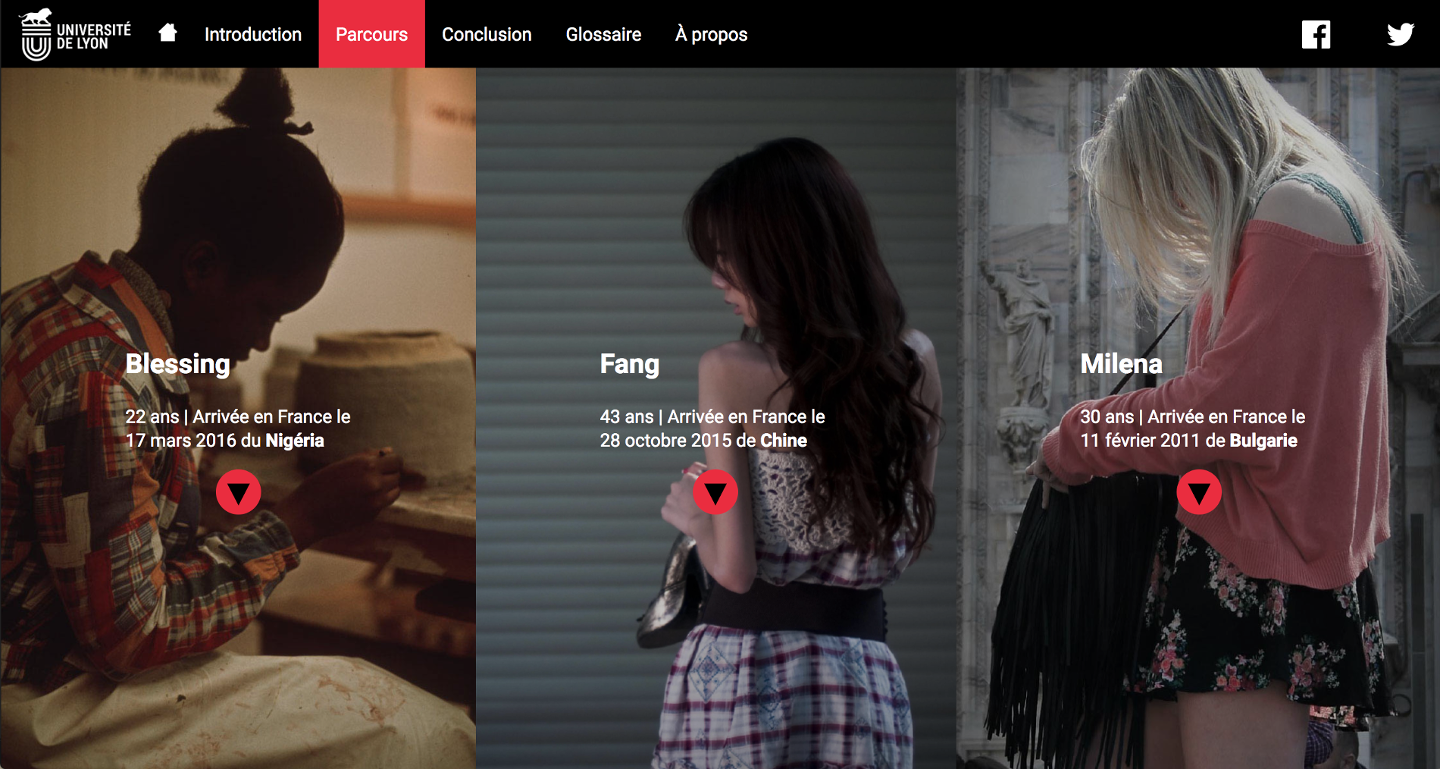 UNIVERSITÉ
DE LYON
Introduction
Parcours
Conclusion
Glossaire
À propos
Blessing
22 ans | Arrivée en France le
17 mars 2016 du Nigéria
Fang
43 ans | Arrivée en France le
28 octobre 2015 de Chine
Milena
30 ans | Arrivée en France le
11 février 2011 de Bulgarie